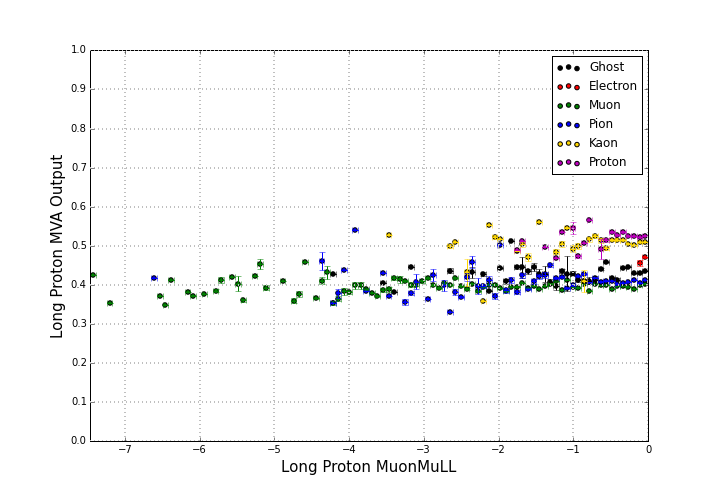 1.0
0.9
0.8
0.7
0.6
0.5
0.4
0.3
0.2
0.1
0.0
Long Proton MVA Output
Ghost
Electron
Muon
Pion
Kaon
Proton
−7 −6 −5 −4 −3 −2 −1 0
Long Proton MuonMuLL